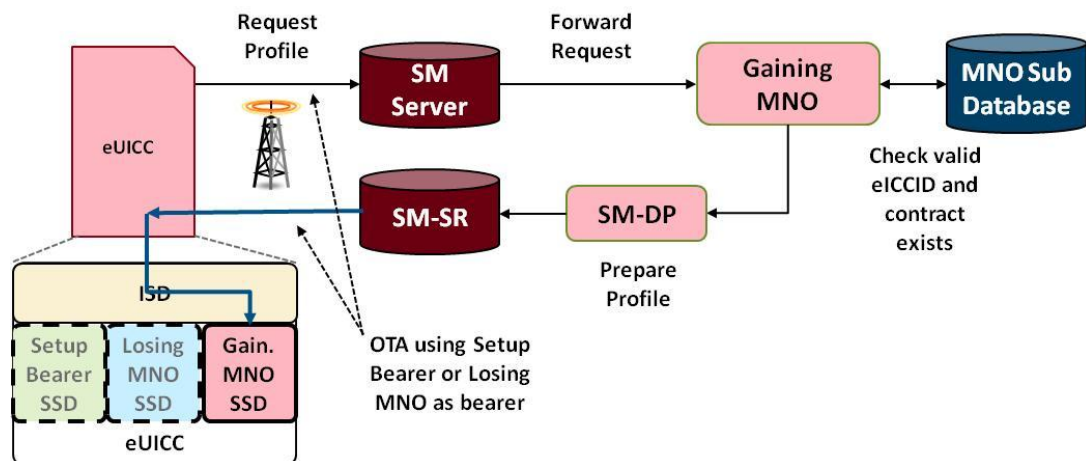 Request
Profile
Forward
Request
SM
Server
Gaining
MNO
MNO Sub
Database
eUICC
Check valid
eICCID and
contract
exists
SM-SR
SM-DP
Prepare
Profile
ISD
Setup
Bearer
SSD
Losing
MNO
SSD
Gain.
MNO
SSD
OTA using Setup
Bearer or Losing
MNO as bearer
eUICC